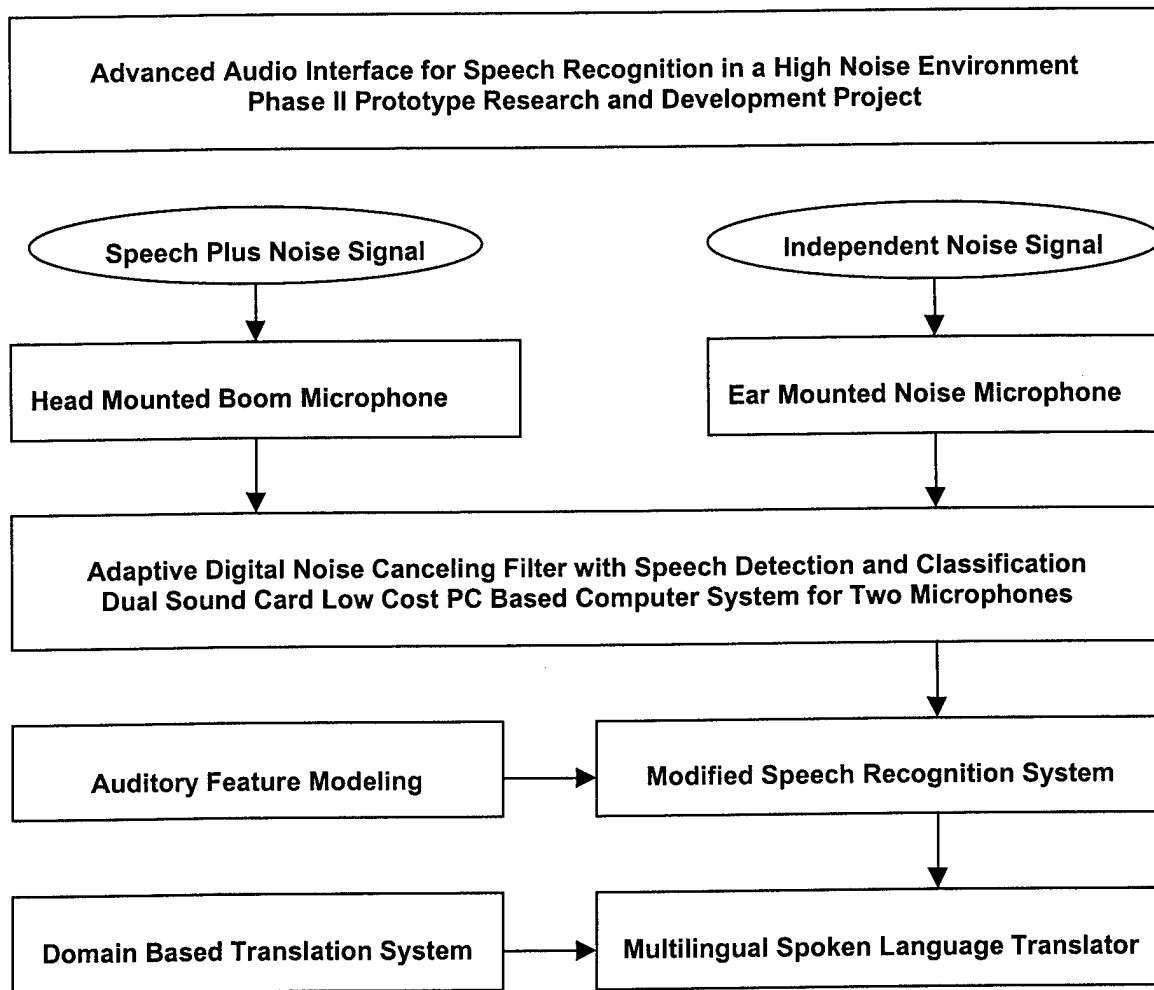 Advanced Audio Interface for Speech Recognition in a High Noise Environment
Phase II Prototype Research and Development Project
Speech Plus Noise Signal
Independent Noise Signal
Head Mounted Boom Microphone
Ear Mounted Noise Microphone
Adaptive Digital Noise Canceling Filter with Speech Detection and Classification
Dual Sound Card Low Cost PC Based Computer System for Two Microphones
Auditory Feature Modeling
Modified Speech Recognition System
Domain Based Translation System
Multilingual Spoken Language Translator